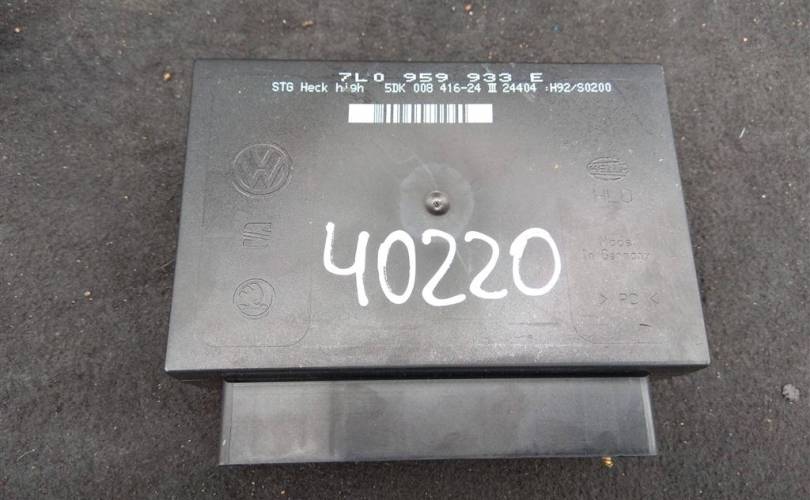 7L0 959 933 E
STG Heck high 5DK 008 416-24 III 24404 :H92/S0200
HELLA
HLO
40220
Made
In Germany
> PC <